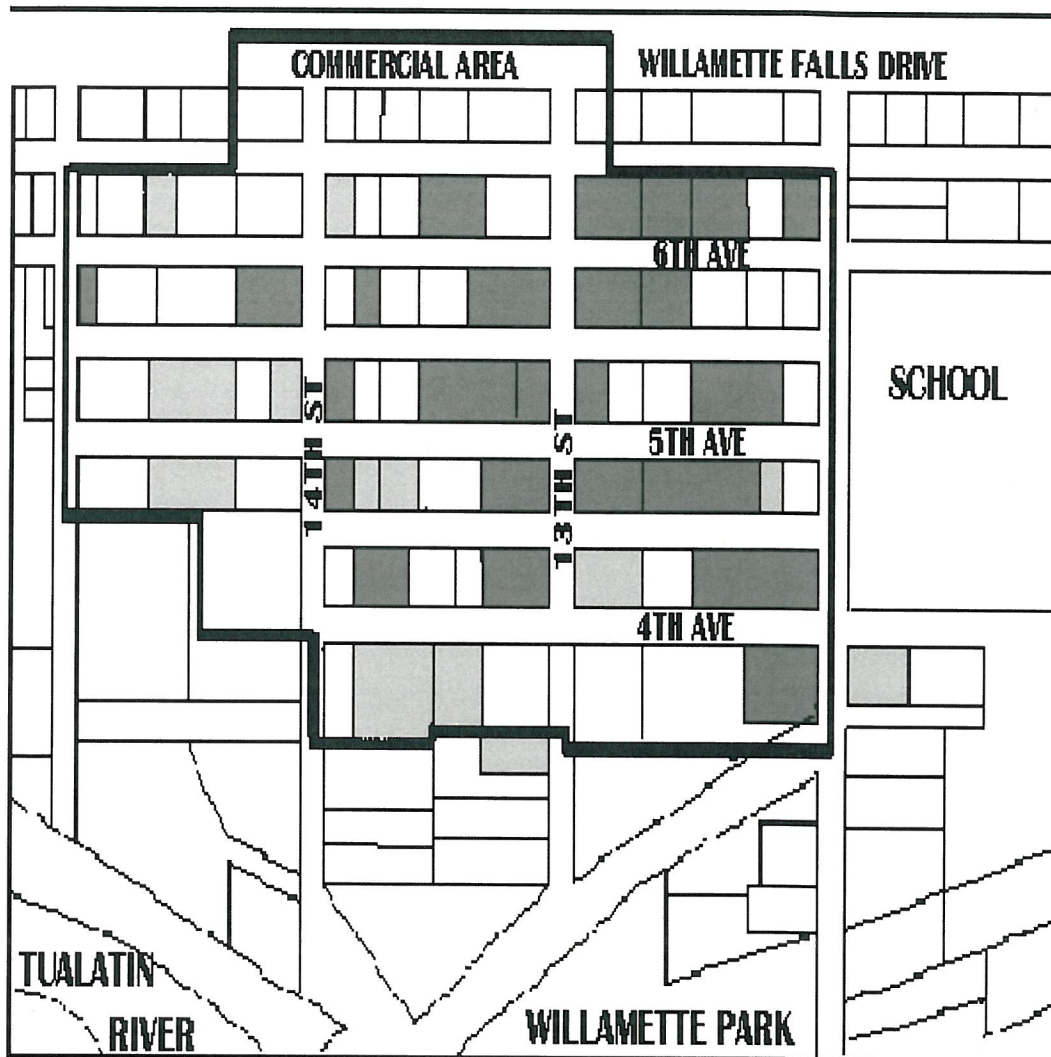 COMMERCIAL AREA
WILLAMETTE FALLS DRIVE
6TH AVE
SCHOOL
14TH ST
13TH ST
5TH AVE
4TH AVE
TUALATIN
RIVER
WILLAMETTE PARK